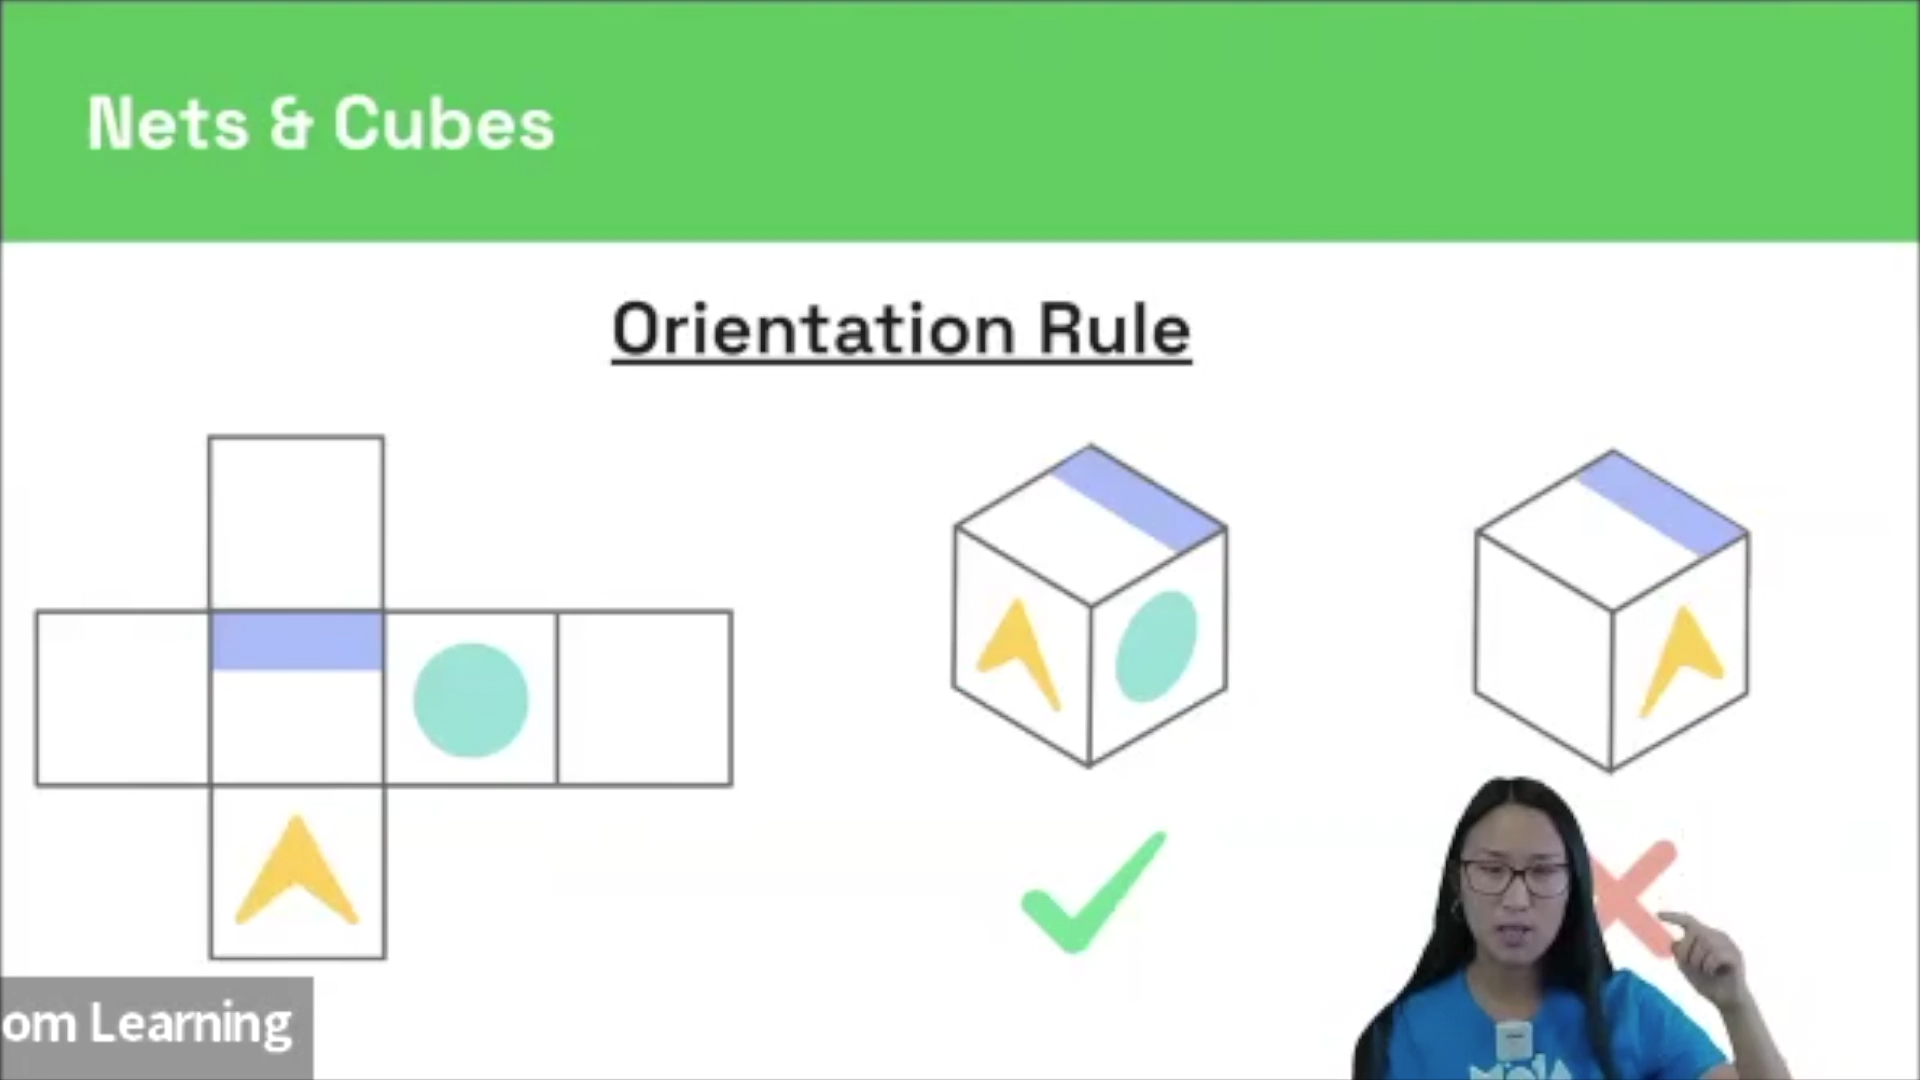 Nets & Cubes
Orientation Rule
om Learning